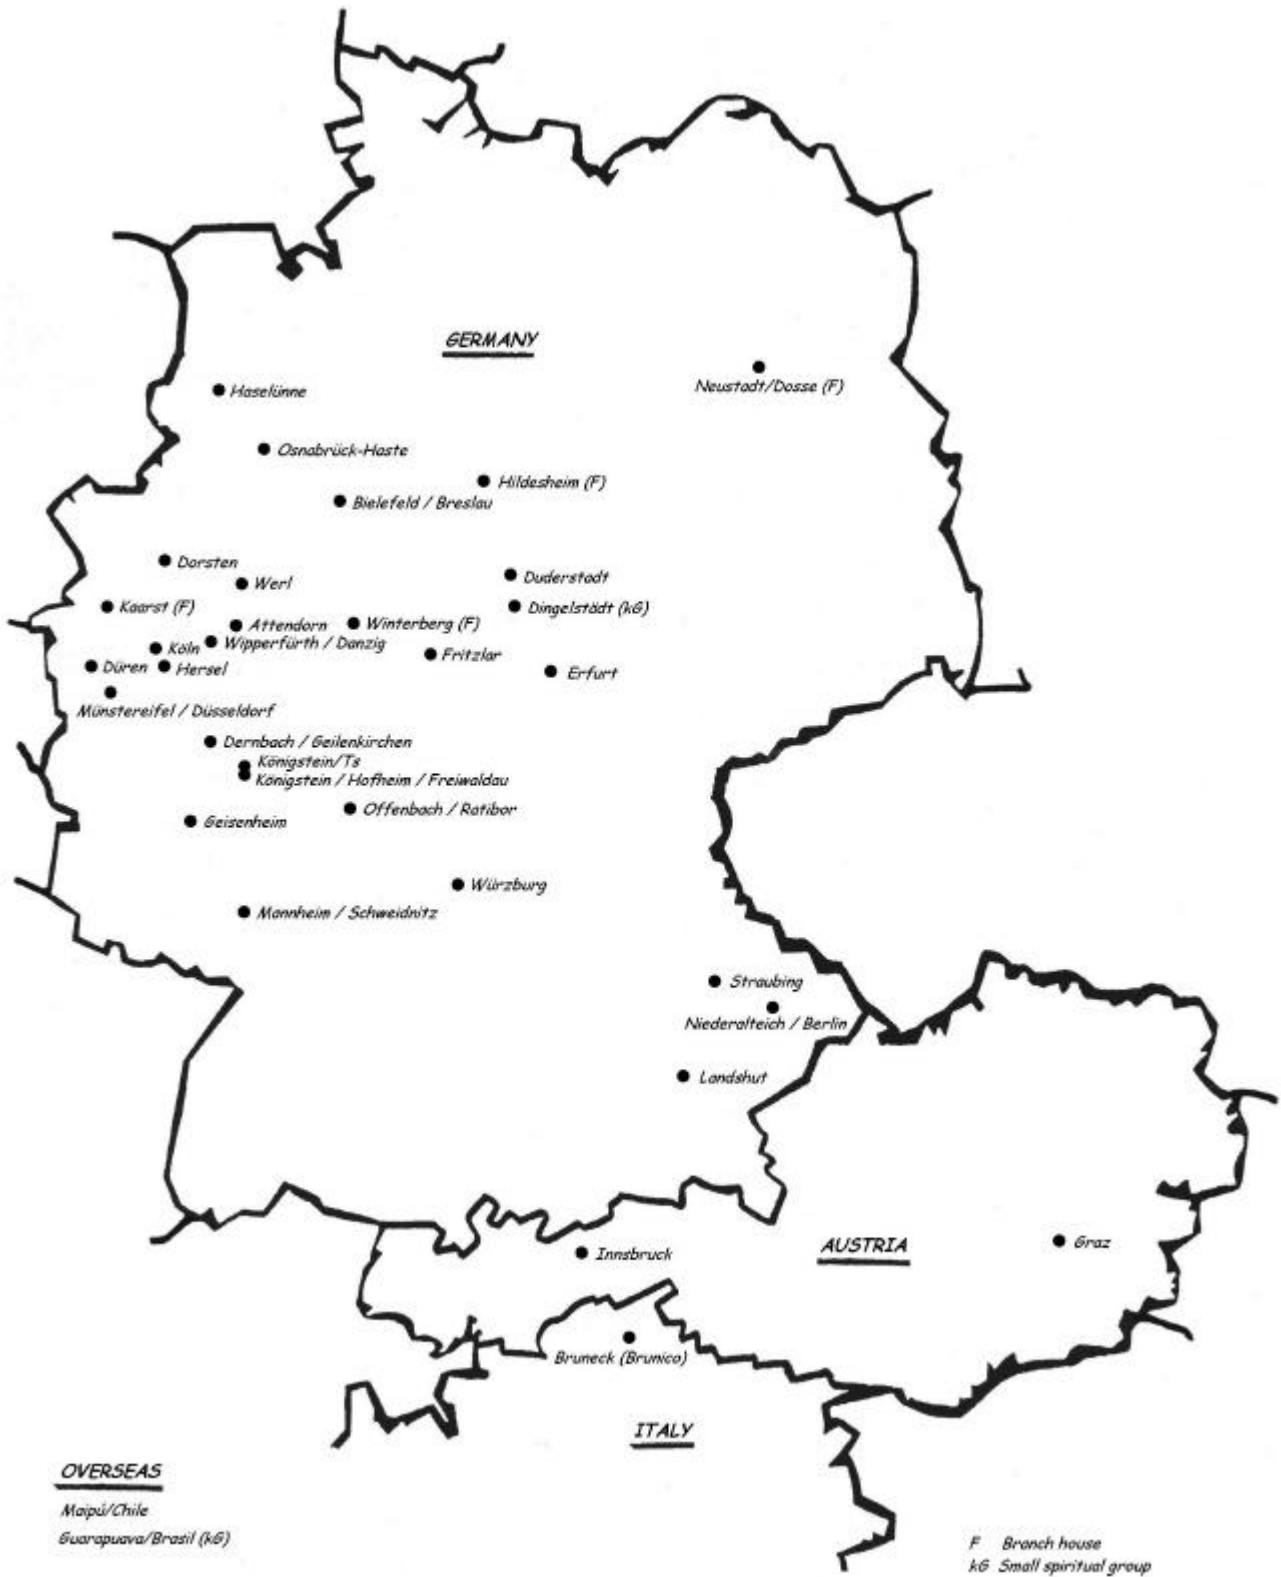 GERMANY
Neustadt/Dosse (F)
Haselünne
Osnabrück-Haste
Hildesheim (F)
Bielefeld / Breslau
Dorsten
Werl
Duderstadt
Kaarst (F)
Dingelstädt (kG)
Attendorn
Winterberg (F)
Wipperfürth / Danzig
Köln
Fritzlar
Düren
Hersel
Erfurt
Münstereifel / Düsseldorf
Dernbach / Geilenkirchen
Königstein/Ts
Königstein / Hofheim / Freiwaldau
Offenbach / Ratibor
Geisenheim
Würzburg
Mannheim / Schweidnitz
Straubing
Niederalteich / Berlin
Landshut
AUSTRIA
Graz
Innsbruck
Bruneck (Brunico)
ITALY
OVERSEAS
Maipú/Chile
Guarapuava/Brasil (kG)
F Branch house
kG Small spiritual group